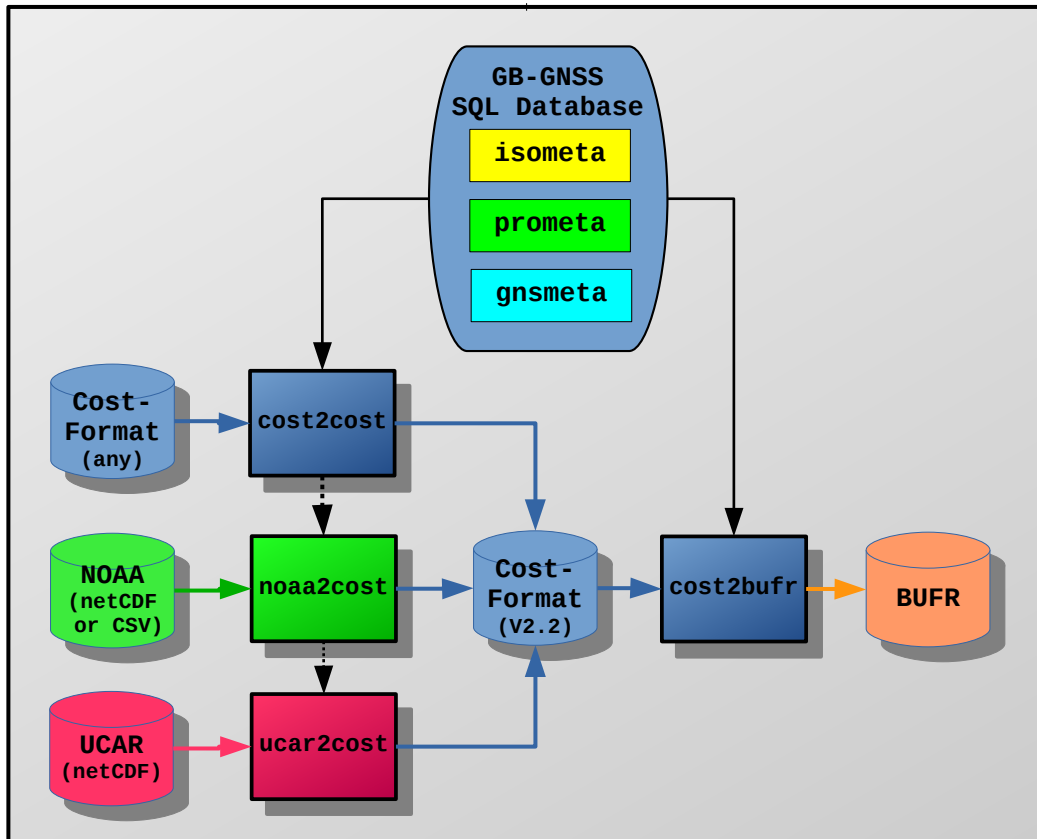 GB-GNSS
SQL Database
isometa
prometa
gnsmeta
Cost-
Format
(any)
cost2cost
NOAA
(netCDF
or CSV)
noaa2cost
Cost-
Format
(V2.2)
cost2bufr
BUFR
UCAR
(netCDF)
ucar2cost